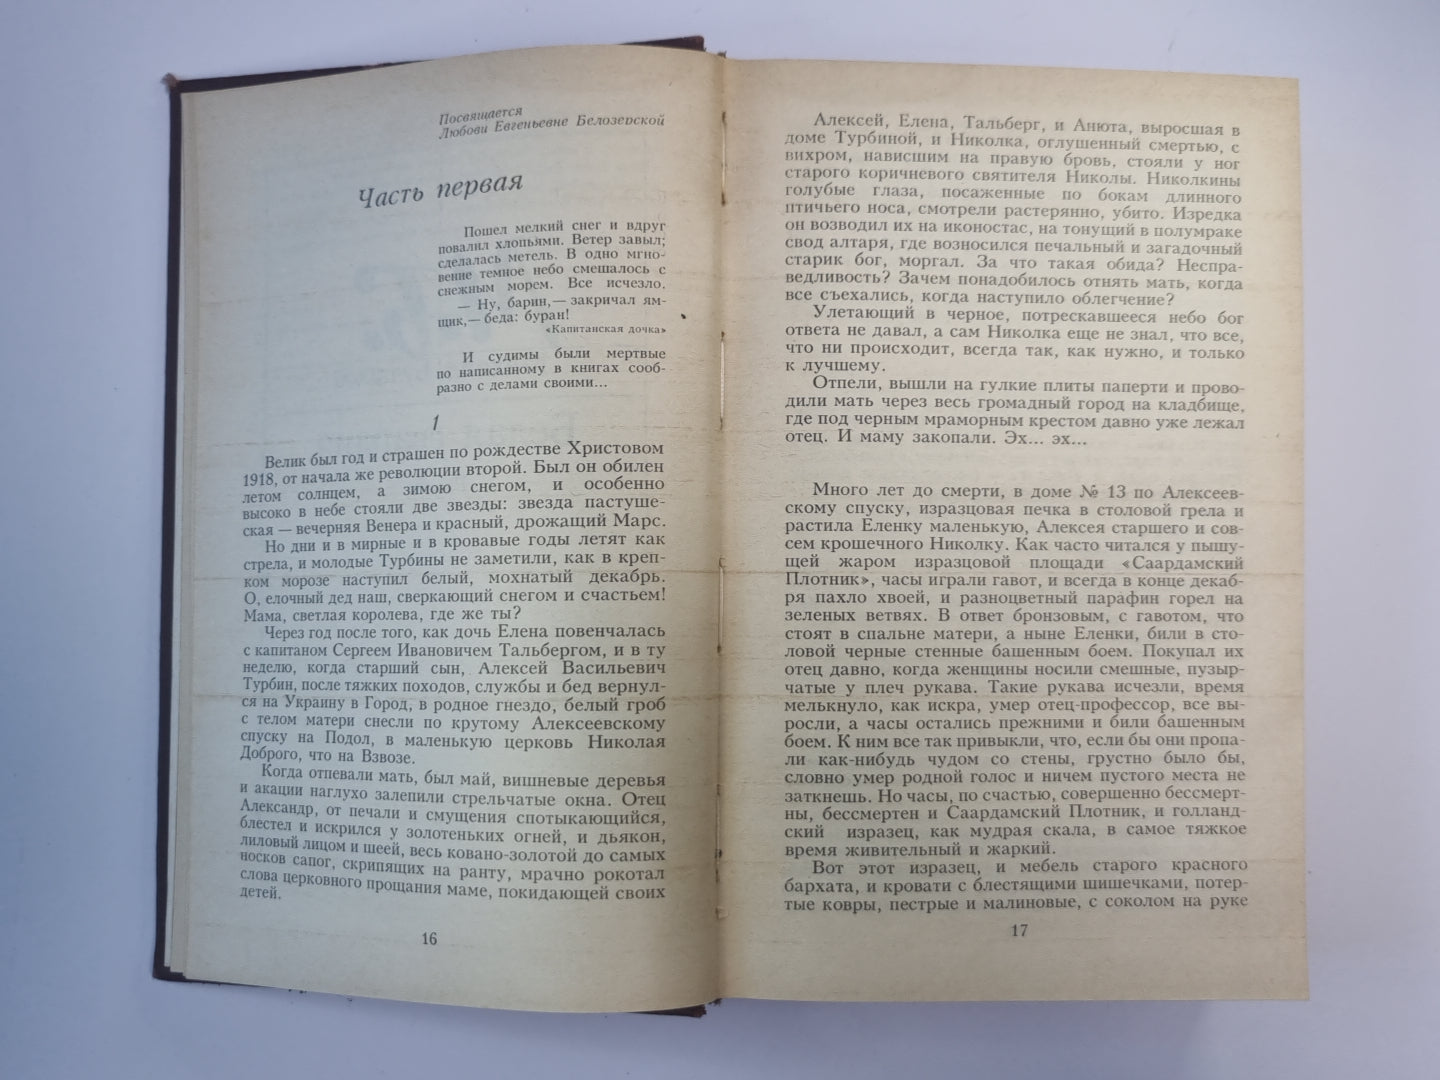 Посвящается
Любови Евгеньевне Белозерской
Часть первая
Пошел мелкий снег и вдруг
повалил хлопьями. Ветер завыл;
сделалась метель. В одно мгно-
вение темное небо смешалось с
снежным морем. Все исчезло.
— Ну, барин,— закричал ям-
щик,— беда: буран!
«Капитанская дочка»
И судимы были мертвые
по написанному в книгах сооб-
разно с делами своими...
1
Велик был год и страшен по рождестве Христовом
1918, от начала же революции второй. Был он обилен
летом солнцем, а зимою снегом, и особенно
высоко в небе стояли две звезды: звезда пастуше-
ская — вечерняя Венера и красный, дрожащий Марс.
Но дни и в мирные и в кровавые годы летят как
стрела, и молодые Турбины не заметили, как в креп-
ком морозе наступил белый, мохнатый декабрь.
О, елочный дед наш, сверкающий снегом и счастьем!
Мама, светлая королева, где же ты?
Через год после того, как дочь Елена повенчалась
с капитаном Сергеем Ивановичем Тальбергом, и в ту
неделю, когда старший сын, Алексей Васильевич
Турбин, после тяжких походов, службы и бед вернул-
ся на Украину в Город, в родное гнездо, белый гроб
с телом матери снесли по крутому Алексеевскому
спуску на Подол, в маленькую церковь Николая
Доброго, что на Взвозе.
Когда отпевали мать, был май, вишневые деревья
и акации наглухо залепили стрельчатые окна. Отец
Александр, от печали и смущения спотыкающийся,
блестел и искрился у золотеньких огней, и дьякон,
лиловый лицом и шеей, весь ковано-золотой до самых
носков сапог, скрипящих на ранту, мрачно рокотал
слова церковного прощания маме, покидающей своих
детей.
16
Алексей, Елена, Тальберг, и Анюта, выросшая в
доме Турбиной, и Николка, оглушенный смертью, с
вихром, нависшим на правую бровь, стояли у ног
старого коричневого святителя Николы. Николкины
голубые глаза, посаженные по бокам длинного
птичьего носа, смотрели растерянно, убито. Изредка
он возводил их на иконостас, на тонущий в полумраке
свод алтаря, где возносился печальный и загадочный
старик бог, моргал. За что такая обида? Неспра-
ведливость? Зачем понадобилось отнять мать, когда
все съехались, когда наступило облегчение?
Улетающий в черное, потрескавшееся небо бог
ответа не давал, а сам Николка еще не знал, что все,
что ни происходит, всегда так, как нужно, и только
к лучшему.
Отпели, вышли на гулкие плиты паперти и прово-
дили мать через весь громадный город на кладбище,
где под черным мраморным крестом давно уже лежал
отец. И маму закопали. Эх... эх...
Много лет до смерти, в доме № 13 по Алексеев-
скому спуску, изразцовая печка в столовой грела и
растила Еленку маленькую, Алексея старшего и сов-
сем крошечного Николку. Как часто читался у пышу-
щей жаром изразцовой площади «Саардамский
Плотник», часы играли гавот, и всегда в конце декаб-
ря пахло хвоей, и разноцветный парафин горел на
зеленых ветвях. В ответ бронзовым, с гавотом, что
стоят в спальне матери, а ныне Еленки, били в сто-
ловой черные стенные башенным боем. Покупал их
отец давно, когда женщины носили смешные, пузыр-
чатые у плеч рукава. Такие рукава исчезли, время
мелькнуло, как искра, умер отец-профессор, все вы-
росли, а часы остались прежними и били башенным
боем. К ним все так привыкли, что, если бы они пропа-
ли как-нибудь чудом со стены, грустно было бы,
словно умер родной голос и ничем пустого места не
заткнешь. Но часы, по счастью, совершенно бессмерт-
ны, бессмертен и Саардамский Плотник, и голланд-
ский изразец, как мудрая скала, в самое тяжкое
время живительный и жаркий.
Вот этот изразец, и мебель старого красного
бархата, и кровати с блестящими шишечками, потер-
тые ковры, пестрые и малиновые, с соколом на руке
17